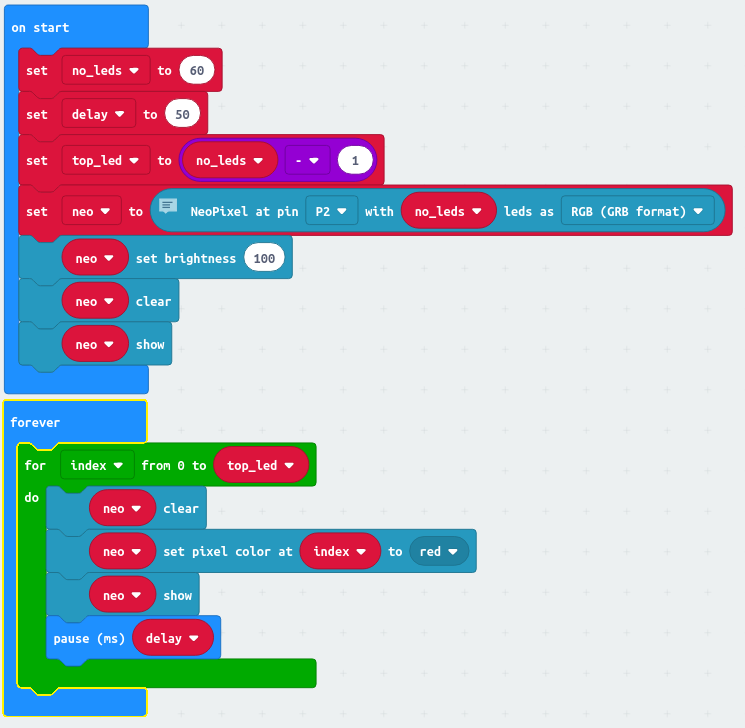 on start
set no_leds to 60
set delay to 50
set top_led to no_leds - 1
set neo to NeoPixel at pin P2 with no_leds leds as RGB (GRB format)
neo set brightness 100
neo clear
neo show
forever
for index from 0 to top_led
do
neo clear
neo set pixel color at index to red
neo show
pause (ms) delay